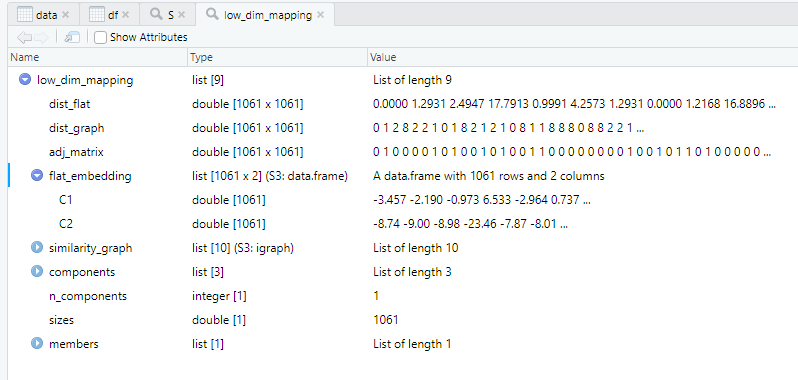 data df S low_dim_mapping
Show Attributes
Name Type Value
low_dim_mapping list [9] List of length 9
dist_flat double [1061 x 1061] 0.0000 1.2931 2.4947 17.7913 0.9991 4.2573 1.2931 0.0000 1.2168 16.8896 ...
dist_graph double [1061 x 1061] 0 1 2 8 2 2 1 0 1 8 2 1 2 1 0 8 1 1 8 8 8 0 8 8 2 2 1 ...
adj_matrix double [1061 x 1061] 0 1 0 0 0 0 1 0 1 0 0 1 0 1 0 0 1 1 0 0 0 0 0 0 0 0 1 0 0 1 0 1 1 0 1 0 0 0 0 0 ...
flat_embedding list [1061 x 2] (S3: data.frame) A data.frame with 1061 rows and 2 columns
C1 double [1061] -3.457 -2.190 -0.973 6.533 -2.964 0.737 ...
C2 double [1061] -8.74 -9.00 -8.98 -23.46 -7.87 -8.01 ...
similarity_graph list [10] (S3: igraph) List of length 10
components list [3] List of length 3
n_components integer [1] 1
sizes double [1] 1061
members list [1] List of length 1